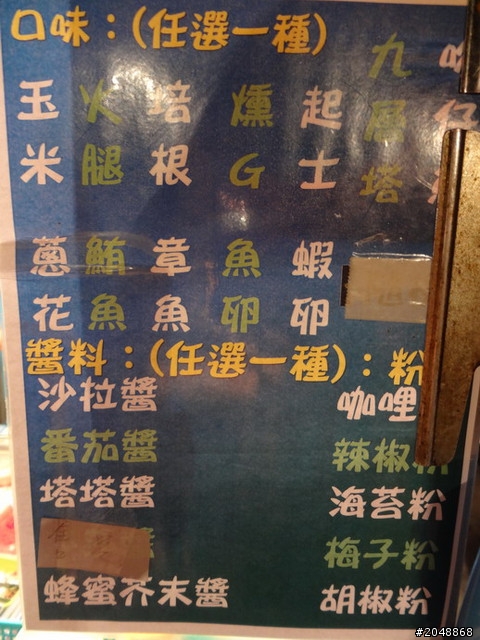 口味：(任選一種)
玉米
火腿
培根
燻G
起士
九層塔
蔥花
鮪魚
章魚
魚卵
蝦卵
醬料：(任選一種)：粉
沙拉醬
咖哩
番茄醬
辣椒粉
塔塔醬
海苔粉
梅子粉
蜂蜜芥末醬
胡椒粉
#2048868